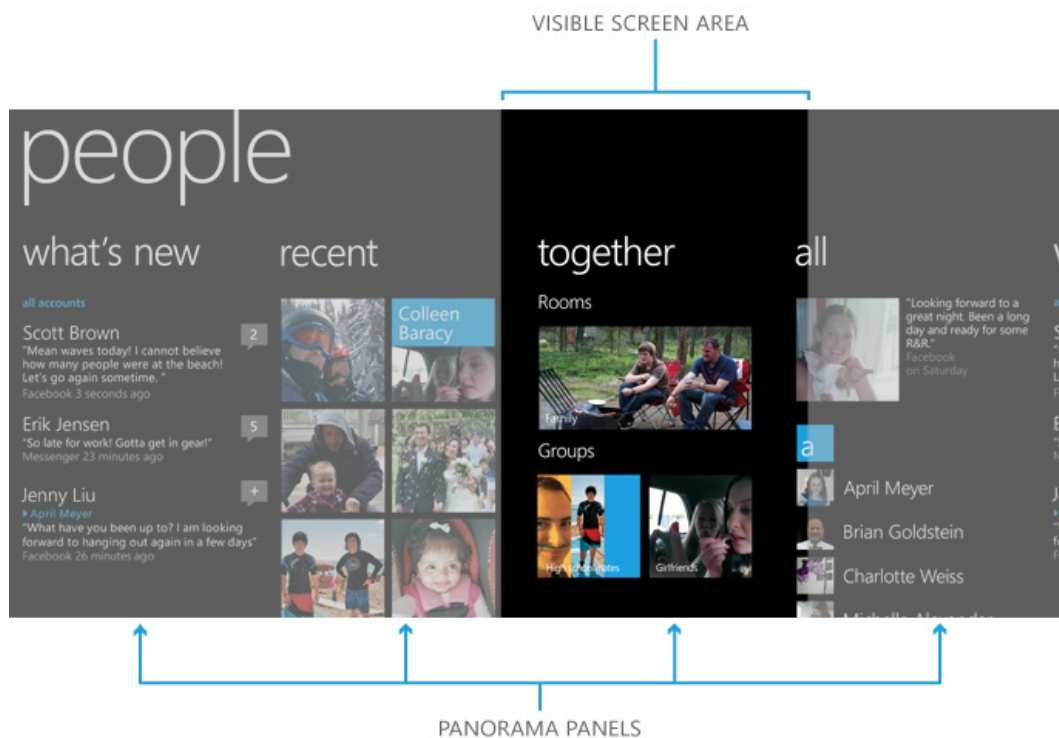 VISIBLE SCREEN AREA
people
what's new
all accounts
Scott Brown
2
"Mean waves today! I cannot believe
how many people were at the beach!
Let's go again sometime. "
Facebook 3 seconds ago
Erik Jensen
5
"So late for work! Gotta get in gear!"
Messenger 23 minutes ago
Jenny Liu
+
April Meyer
"What have you been up to? I am looking
forward to hanging out again in a few days"
Facebook 26 minutes ago
recent
Colleen
Baracy
together
Rooms
Family
Groups
High school mates
Girlfriends
all
"Looking forward to a
great night. Been a long
day and ready for some
R&R."
Facebook
on Saturday
a
April Meyer
Brian Goldstein
Charlotte Weiss
PANORAMA PANELS